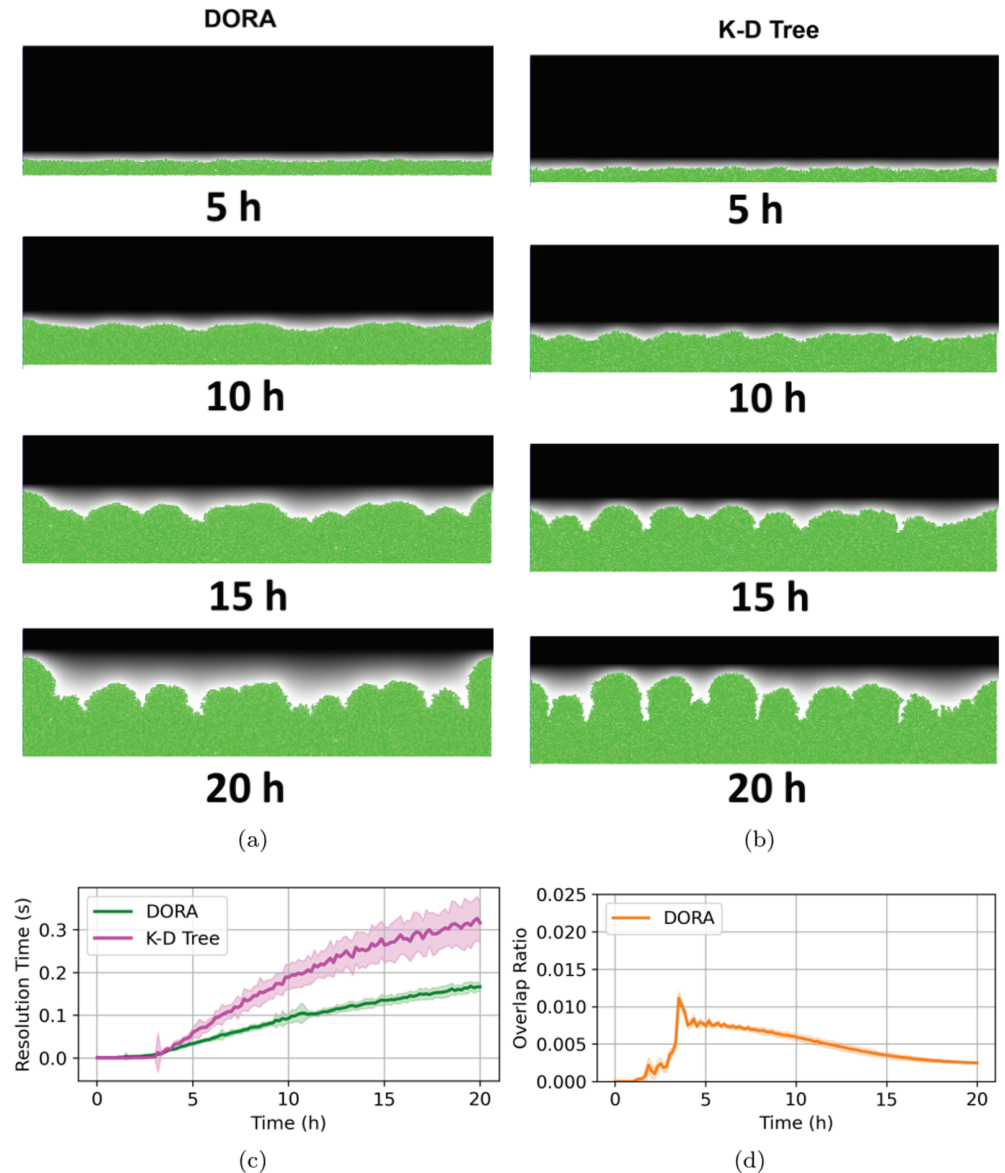 DORA
5 h
10 h
15 h
20 h
(a)
K-D Tree
5 h
10 h
15 h
20 h
(b)
Resolution Time (s)
0.3
0.2
0.1
0.0
DORA
K-D Tree
0 5 10 15 20
Time (h)
(c)
Overlap Ratio
0.025
0.020
0.015
0.010
0.005
0.000
DORA
0 5 10 15 20
Time (h)
(d)